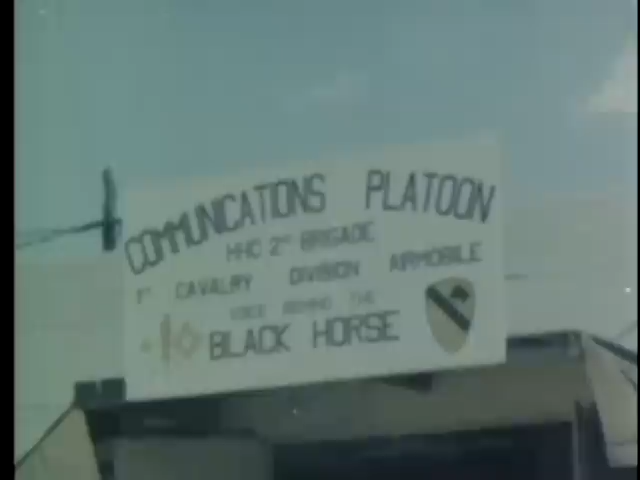 COMMUNICATIONS PLATOON
HHC 2ND BRIGADE
1ST CAVALRY DIVISION AIRMOBILE
VOICE BEHIND THE
BLACK HORSE